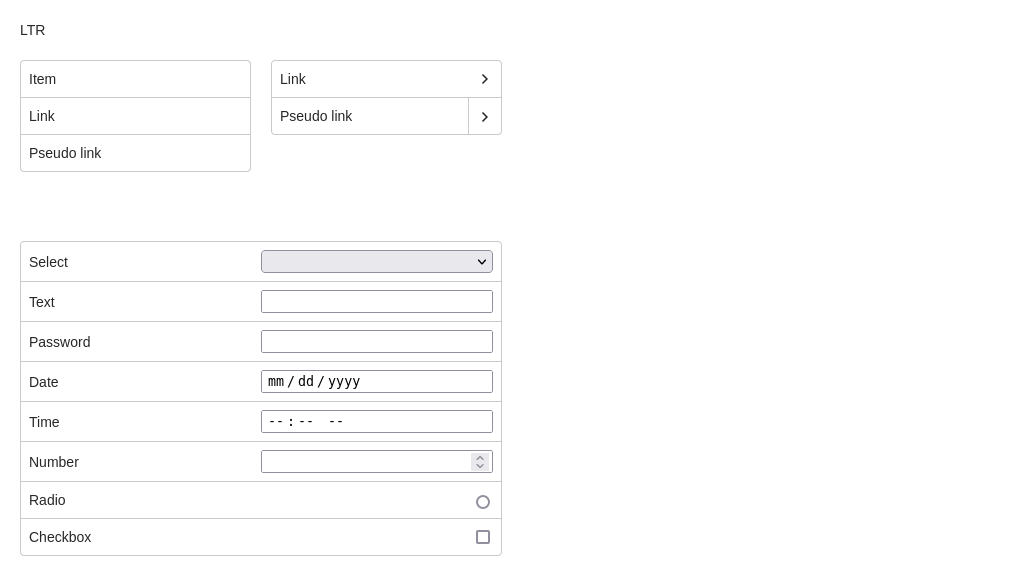 LTR
Item
Link
Pseudo link
Link
Pseudo link
Select
Text
Password
Date mm/dd/yyyy
Time --:-- --
Number
Radio
Checkbox